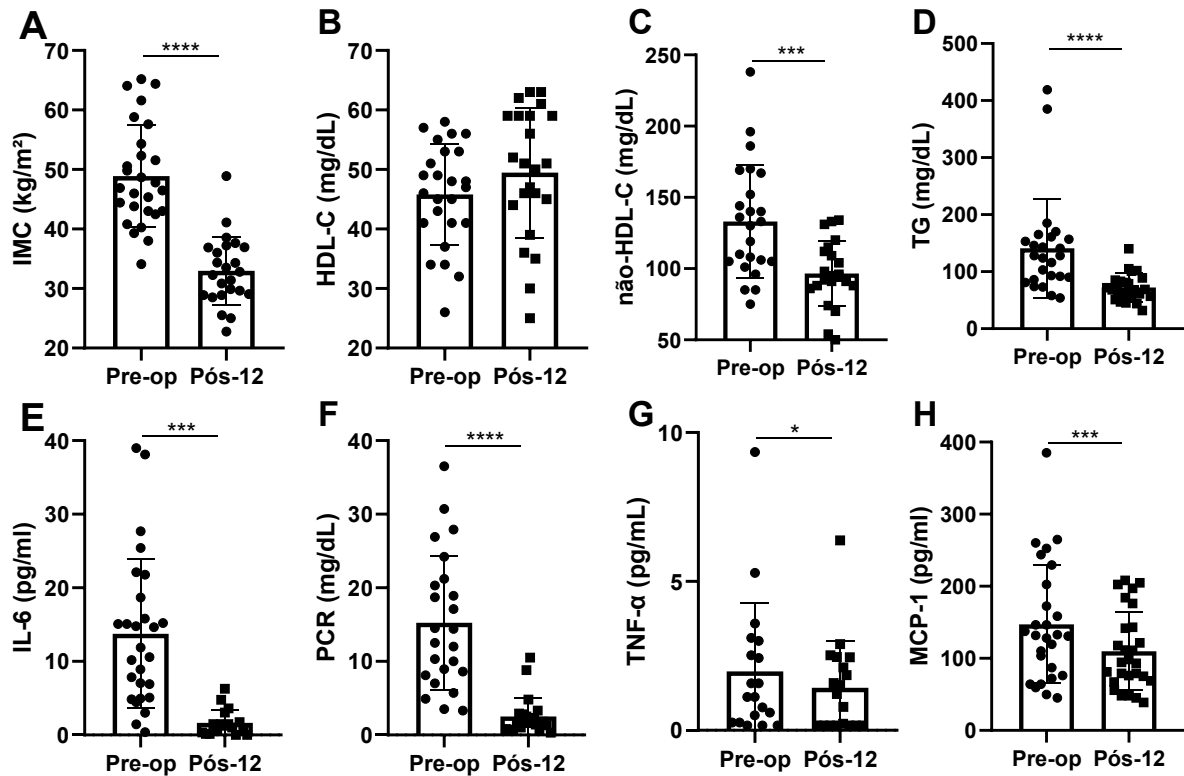 A
IMC (kg/m²)
70
60
50
40
30
20
****
Pre-op Pós-12
B
HDL-C (mg/dL)
70
60
50
40
30
20
Pre-op Pós-12
C
não-HDL-C (mg/dL)
250
200
150
100
50
***
Pre-op Pós-12
D
TG (mg/dL)
500
400
300
200
100
0
****
Pre-op Pós-12
E
IL-6 (pg/ml)
40
30
20
10
0
***
Pre-op Pós-12
F
PCR (mg/dL)
40
30
20
10
0
****
Pre-op Pós-12
G
TNF-α (pg/mL)
10
5
0
*
Pre-op Pós-12
H
MCP-1 (pg/ml)
400
300
200
100
0
***
Pre-op Pós-12